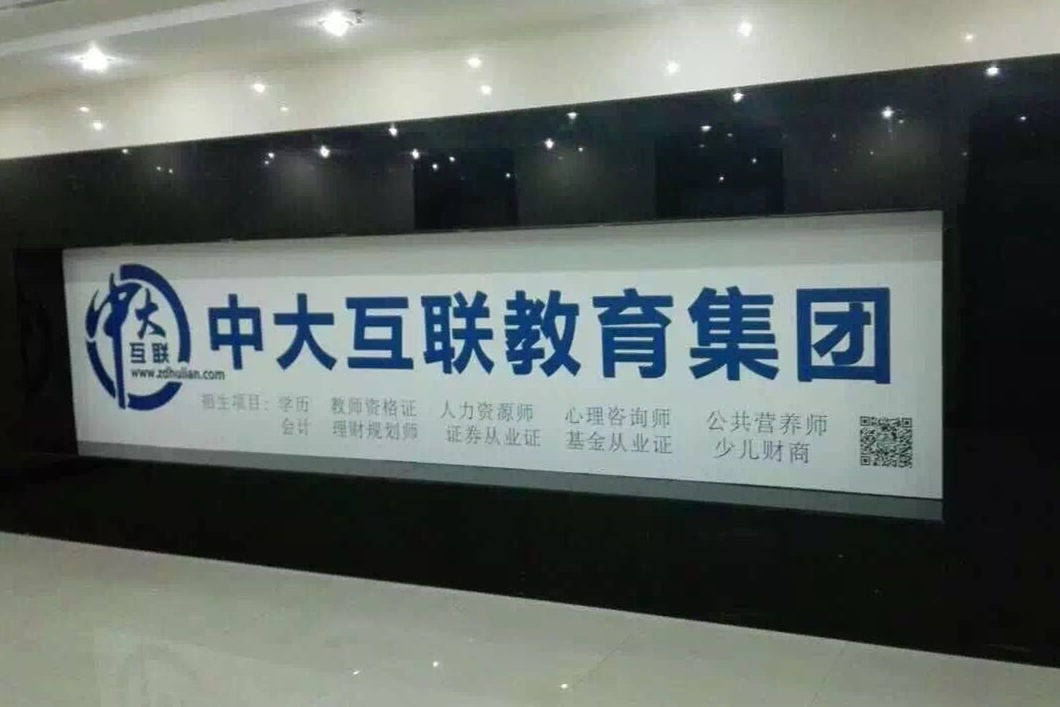 中大
互联
www.zdhulian.com
中大互联教育集团
招生项目：学历 教师资格证 人力资源师 心理咨询师 公共营养师
会计 理财规划师 证券从业证 基金从业证 少儿财商